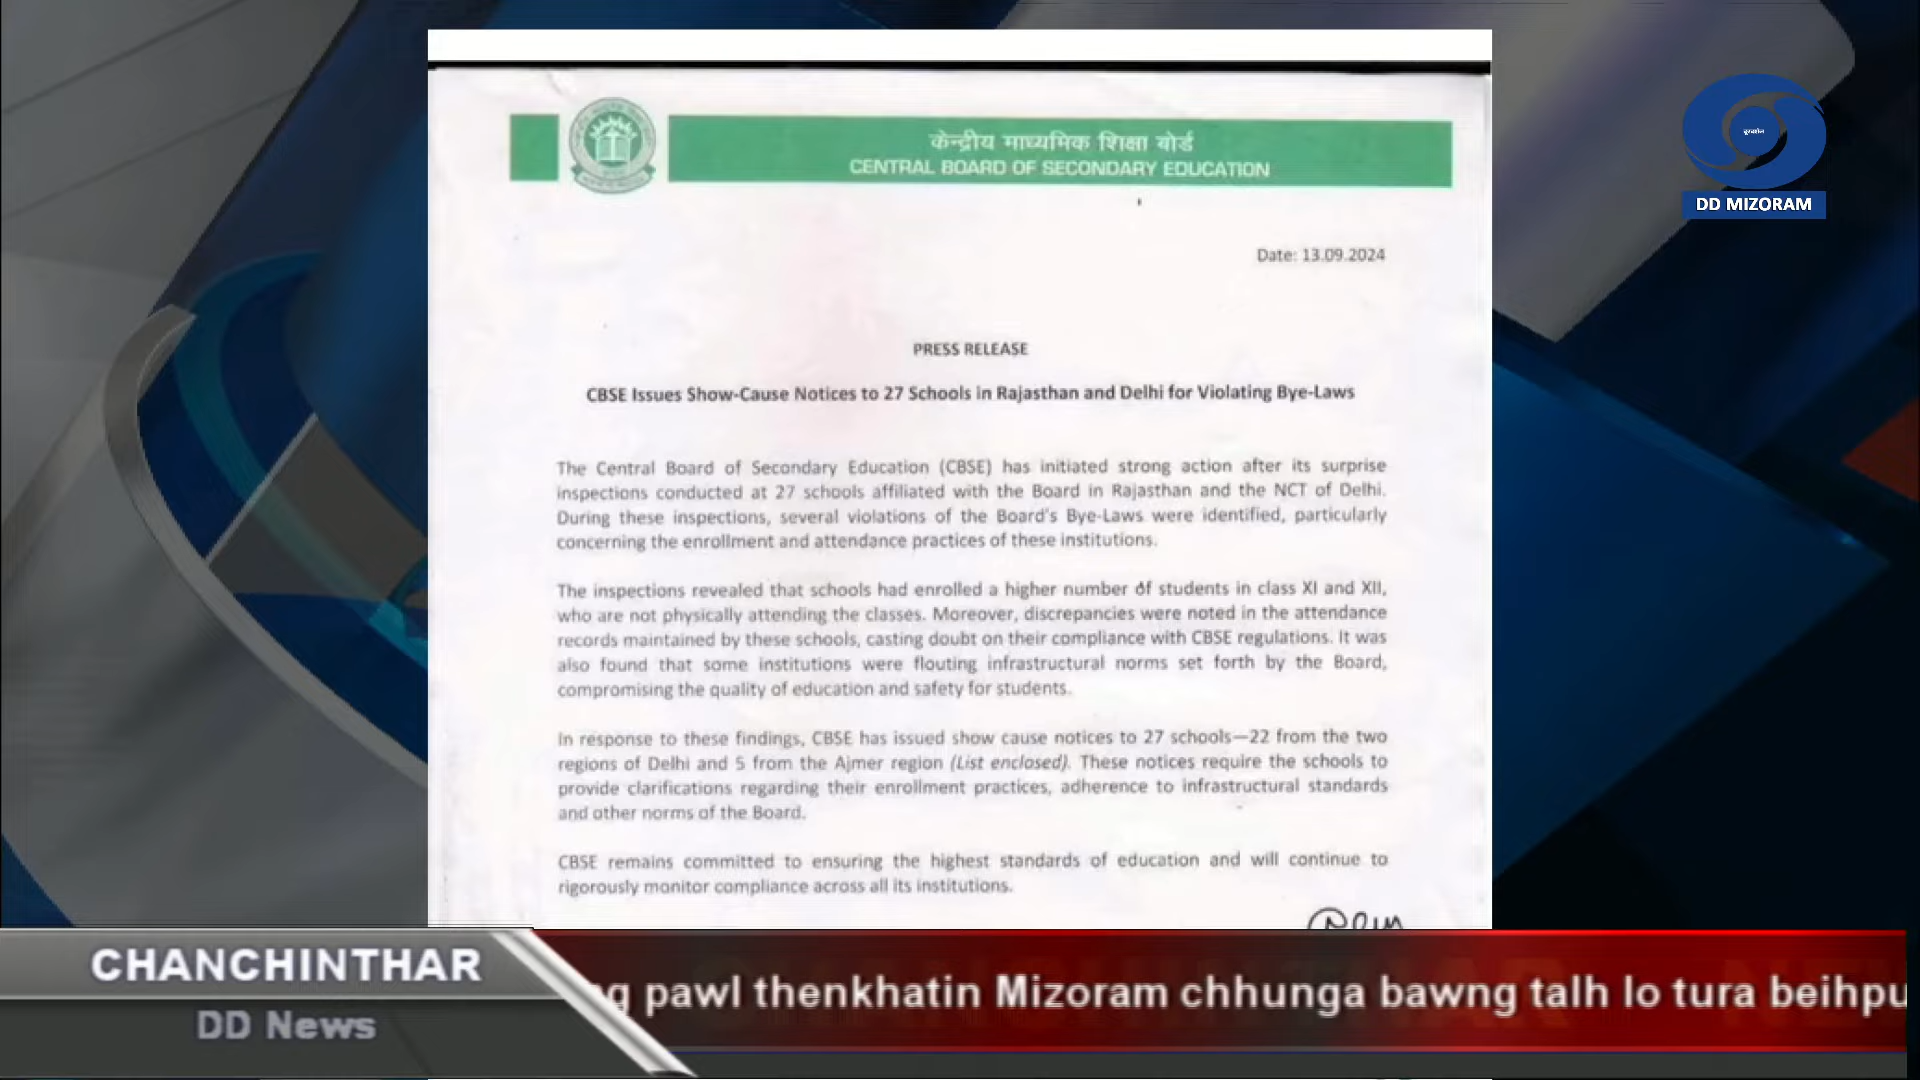 केन्द्रीय माध्यमिक शिक्षा बोर्ड
CENTRAL BOARD OF SECONDARY EDUCATION
दूरदर्शन
DD MIZORAM
Date: 13.09.2024
PRESS RELEASE
CBSE Issues Show-Cause Notices to 27 Schools in Rajasthan and Delhi for Violating Bye-Laws
The Central Board of Secondary Education (CBSE) has initiated strong action after its surprise
inspections conducted at 27 schools affiliated with the Board in Rajasthan and the NCT of Delhi.
During these inspections, several violations of the Board's Bye-Laws were identified, particularly
concerning the enrollment and attendance practices of these institutions.
The inspections revealed that schools had enrolled a higher number of students in class XI and XII,
who are not physically attending the classes. Moreover, discrepancies were noted in the attendance
records maintained by these schools, casting doubt on their compliance with CBSE regulations. It was
also found that some institutions were flouting infrastructural norms set forth by the Board,
compromising the quality of education and safety for students.
In response to these findings, CBSE has issued show cause notices to 27 schools—22 from the two
regions of Delhi and 5 from the Ajmer region (List enclosed). These notices require the schools to
provide clarifications regarding their enrollment practices, adherence to infrastructural standards
and other norms of the Board.
CBSE remains committed to ensuring the highest standards of education and will continue to
rigorously monitor compliance across all its institutions.
CHANCHINTHAR
DD News
g pawl thenkhatin Mizoram chhunga bawng talh lo tura beihpu